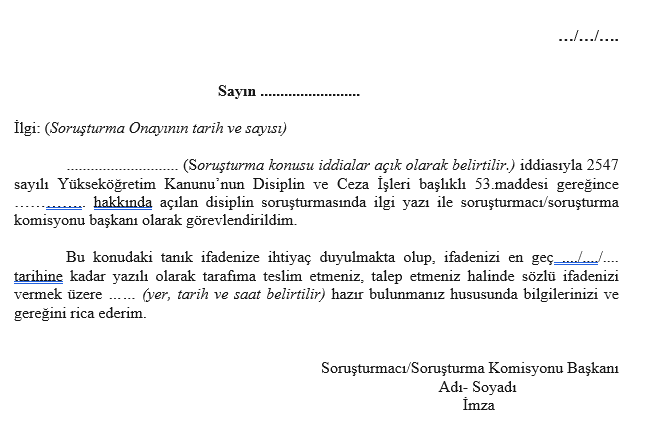 …/…/….
Sayın .........................
İlgi: (Soruşturma Onayının tarih ve sayısı)
............................ (Soruşturma konusu iddialar açık olarak belirtilir.) iddiasıyla 2547
sayılı Yükseköğretim Kanunu’nun Disiplin ve Ceza İşleri başlıklı 53.maddesi gereğince
……......... hakkında açılan disiplin soruşturmasında ilgi yazı ile soruşturmacı/soruşturma
komisyonu başkanı olarak görevlendirildim.
Bu konudaki tanık ifadenize ihtiyaç duyulmakta olup, ifadenizi en geç ..../..../....
tarihine kadar yazılı olarak tarafıma teslim etmeniz, talep etmeniz halinde sözlü ifadenizi
vermek üzere …… (yer, tarih ve saat belirtilir) hazır bulunmanız hususunda bilgilerinizi ve
gereğini rica ederim.
Soruşturmacı/Soruşturma Komisyonu Başkanı
Adı- Soyadı
İmza